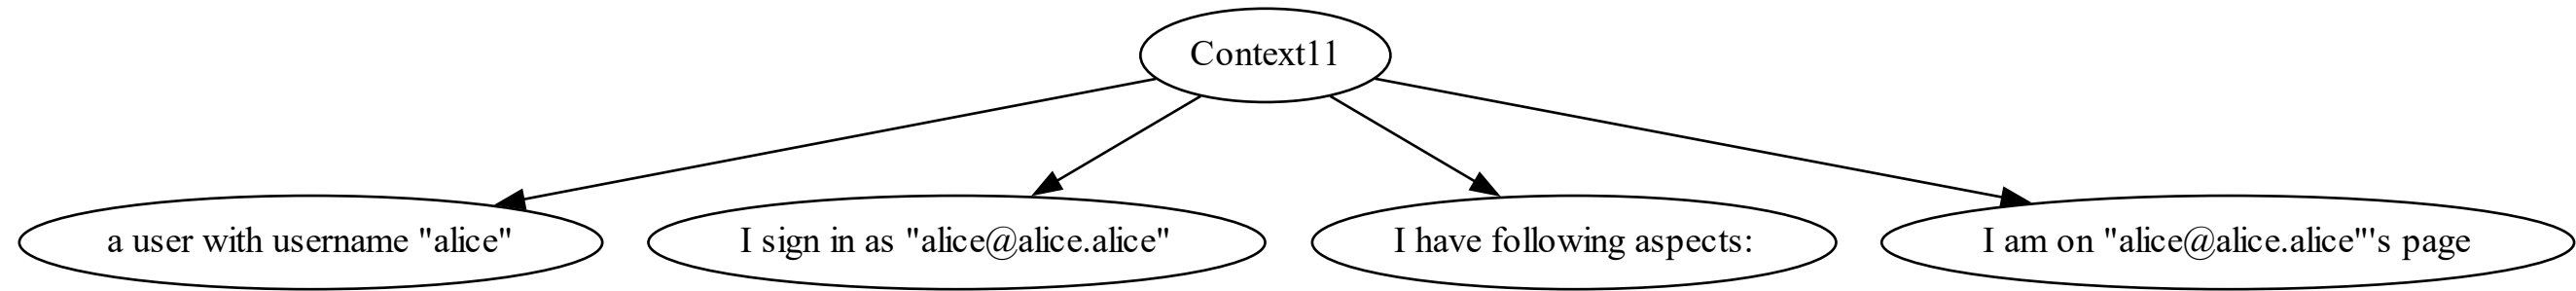 Context11
a user with username "alice"
I sign in as "alice@alice.alice"
I have following aspects:
I am on "alice@alice.alice"'s page